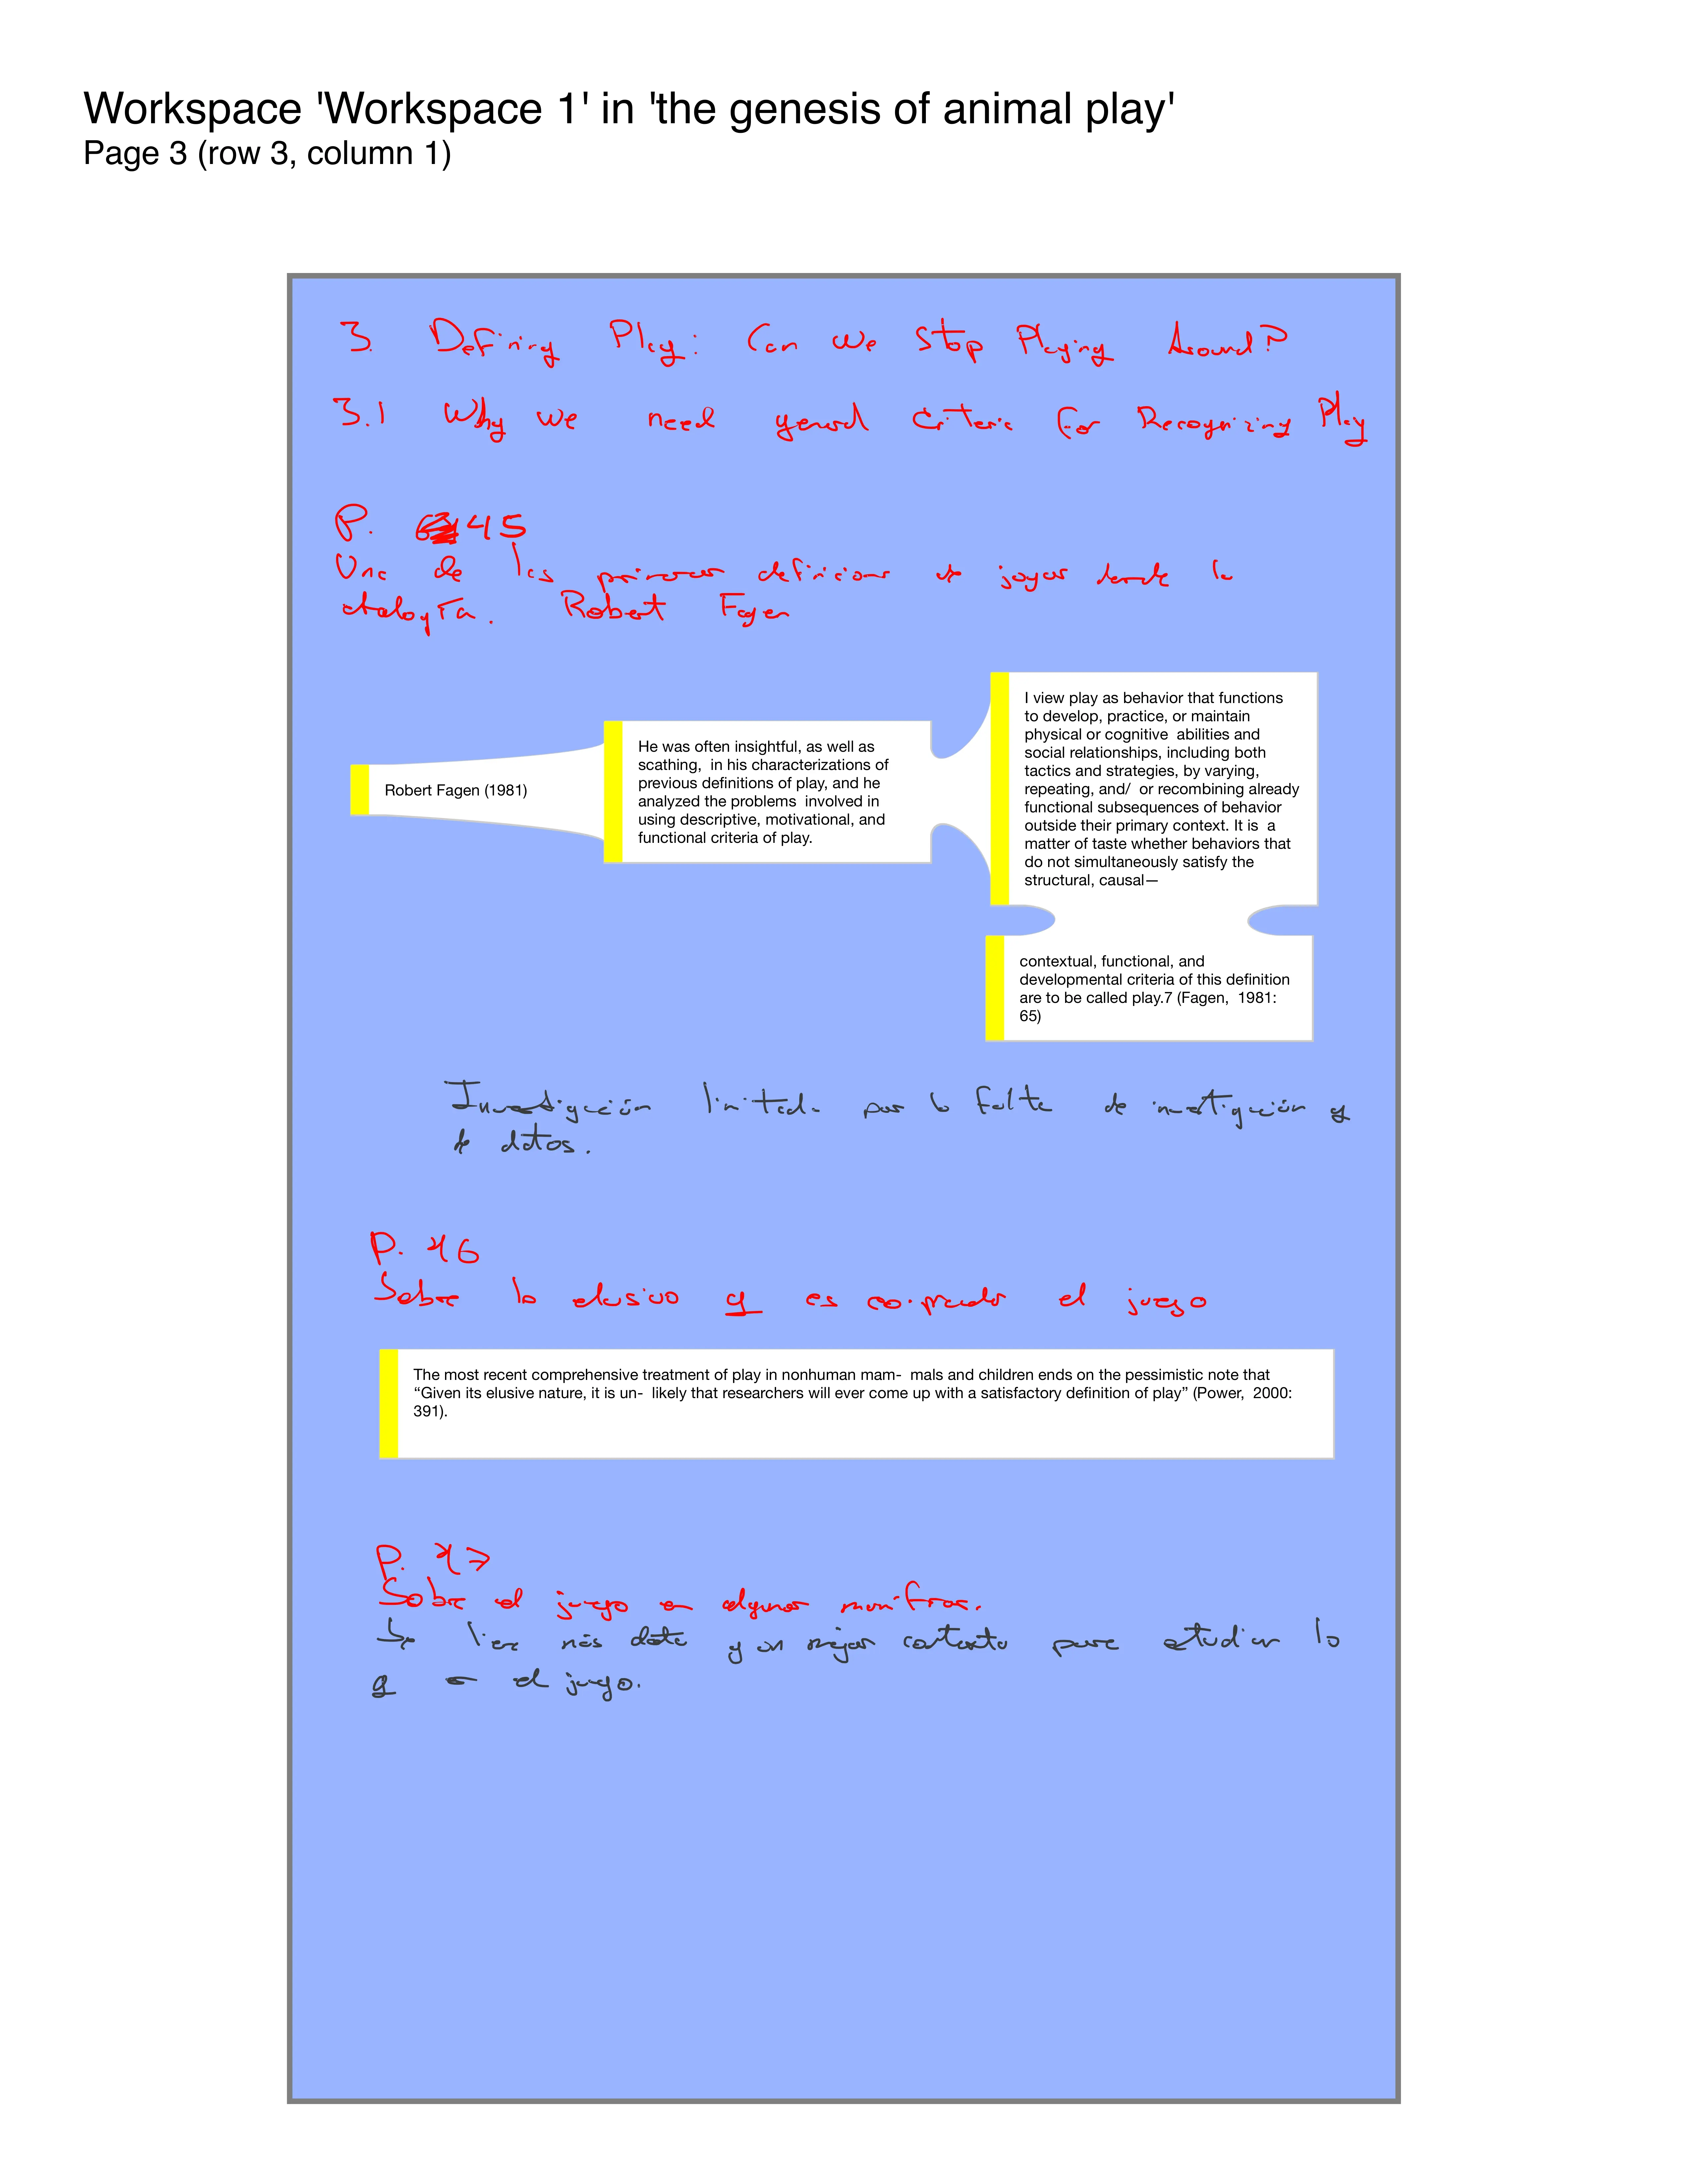 Workspace 'Workspace 1' in 'the genesis of animal play'
Page 3 (row 3, column 1)
3. Defining Play: Can we Stop Playing Around?
3.1 Why we need general criteria for Recognizing Play
P. 45
Una de las primeras definiciones de jugar desde la
etología. Robert Fagen
Robert Fagen (1981)
He was often insightful, as well as
scathing, in his characterizations of
previous definitions of play, and he
analyzed the problems involved in
using descriptive, motivational, and
functional criteria of play.
I view play as behavior that functions
to develop, practice, or maintain
physical or cognitive abilities and
social relationships, including both
tactics and strategies, by varying,
repeating, and/ or recombining already
functional subsequences of behavior
outside their primary context. It is a
matter of taste whether behaviors that
do not simultaneously satisfy the
structural, causal—
contextual, functional, and
developmental criteria of this definition
are to be called play.7 (Fagen, 1981:
65)
Investigación limitada por la falta de investigación y
de datos.
P. 46
Sobre lo elusivo q es comprender el juego
The most recent comprehensive treatment of play in nonhuman mam- mals and children ends on the pessimistic note that
“Given its elusive nature, it is un- likely that researchers will ever come up with a satisfactory definition of play” (Power, 2000:
391).
P. 47
Sobre el juego en algunos mamíferos.
Se tiene más data y un mejor contexto para estudiar lo
q es el juego.